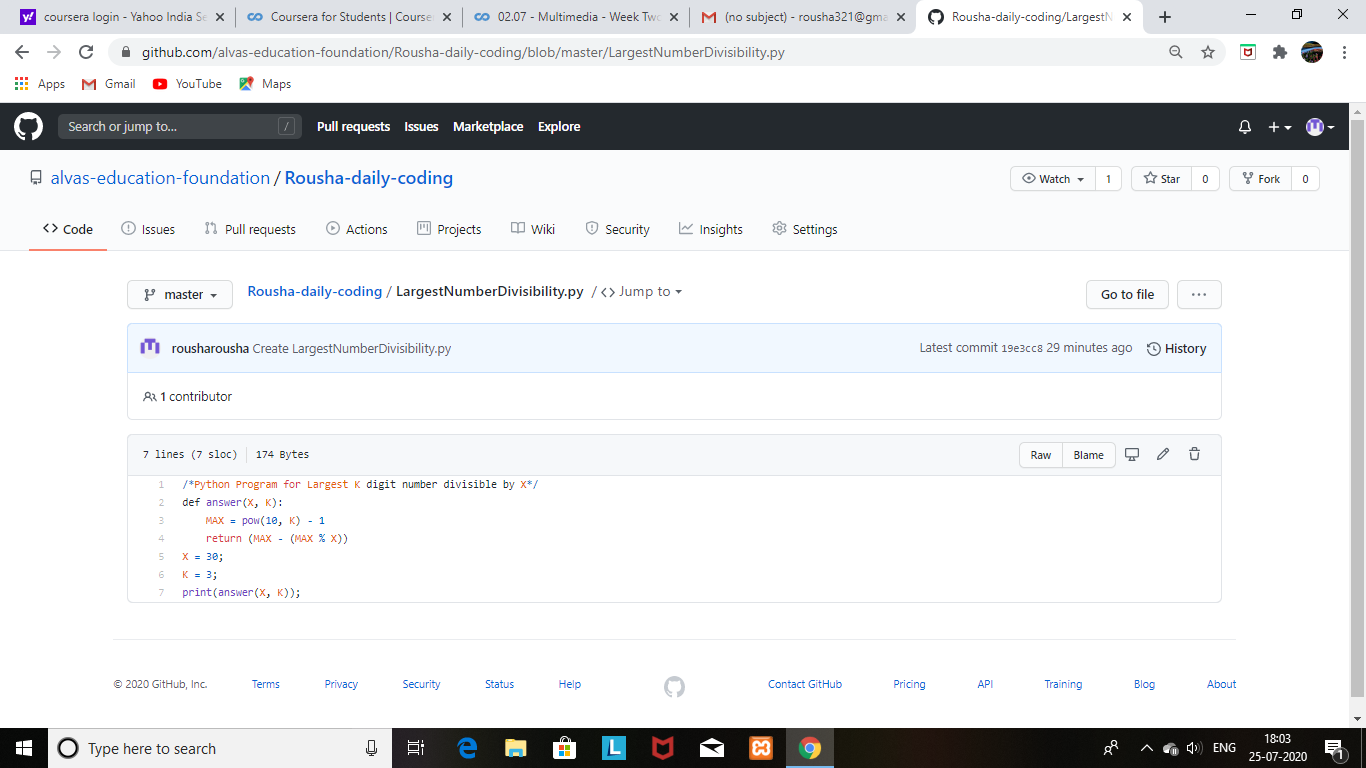 coursera login - Yahoo India Se
Coursera for Students | Course
02.07 - Multimedia - Week Two
(no subject) - rousha321@gma
Rousha-daily-coding/LargestN
github.com/alvas-education-foundation/Rousha-daily-coding/blob/master/LargestNumberDivisibility.py
Apps Gmail YouTube Maps
Search or jump to... / Pull requests Issues Marketplace Explore
alvas-education-foundation / Rousha-daily-coding Watch 1 Star 0 Fork 0
Code Issues Pull requests Actions Projects Wiki Security Insights Settings
master Rousha-daily-coding / LargestNumberDivisibility.py / <> Jump to Go to file ...
rousharousha Create LargestNumberDivisibility.py Latest commit 19e3cc8 29 minutes ago History
1 contributor
7 lines (7 sloc) 174 Bytes Raw Blame
1 /*Python Program for Largest K digit number divisible by X*/
2 def answer(X, K):
3     MAX = pow(10, K) - 1
4     return (MAX - (MAX % X))
5 X = 30;
6 K = 3;
7 print(answer(X, K));
© 2020 GitHub, Inc. Terms Privacy Security Status Help Contact GitHub Pricing API Training Blog About
Type here to search ENG 18:03
25-07-2020 1